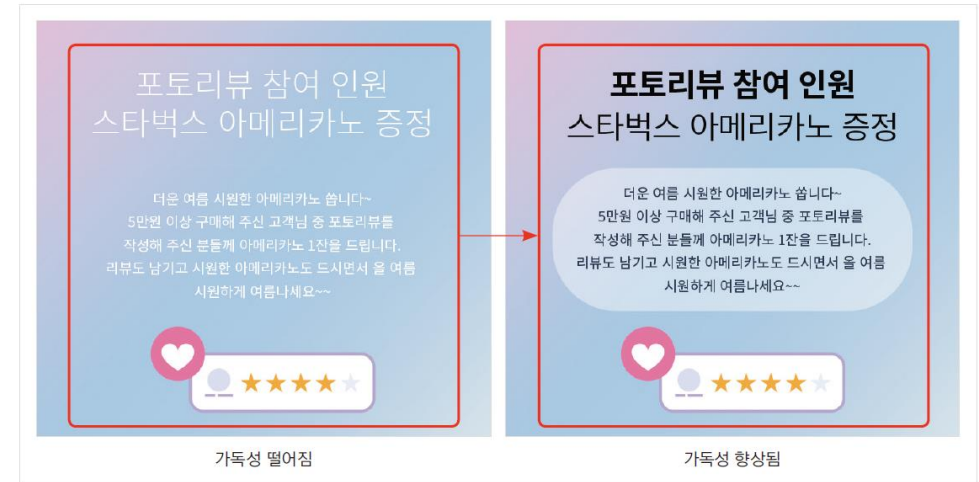 포토리뷰 참여 인원
스타벅스 아메리카노 증정
더운 여름 시원한 아메리카노 쏩니다~
5만원 이상 구매해 주신 고객님 중 포토리뷰를
작성해 주신 분들께 아메리카노 1잔을 드립니다.
리뷰도 남기고 시원한 아메리카노도 드시면서 올 여름
시원하게 여름나세요~~
가독성 떨어짐
포토리뷰 참여 인원
스타벅스 아메리카노 증정
더운 여름 시원한 아메리카노 쏩니다~
5만원 이상 구매해 주신 고객님 중 포토리뷰를
작성해 주신 분들께 아메리카노 1잔을 드립니다.
리뷰도 남기고 시원한 아메리카노도 드시면서 올 여름
시원하게 여름나세요~~
가독성 향상됨